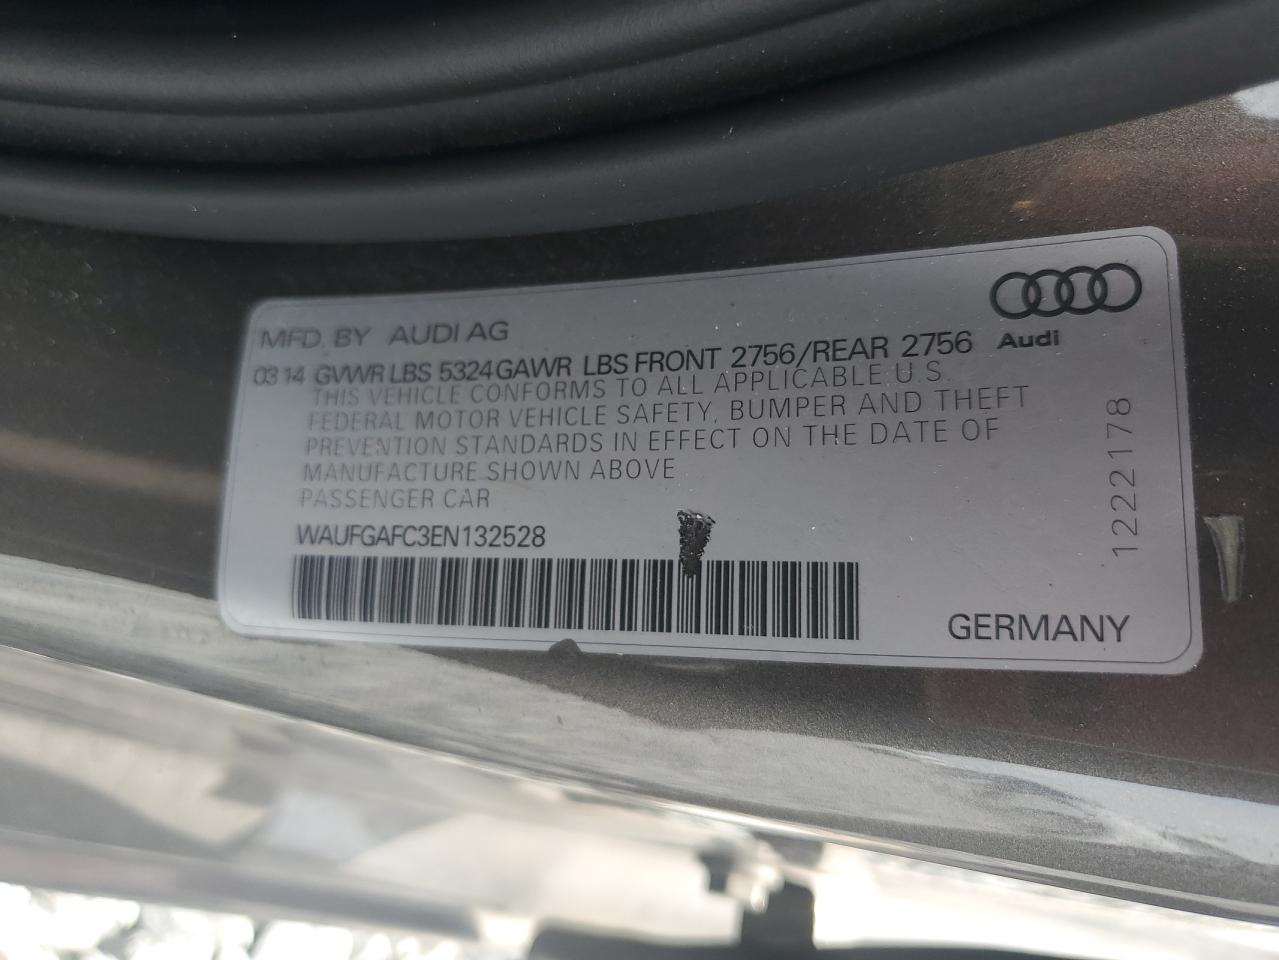 MFD. BY AUDI AG
Audi
03 14 GVWR LBS 5324 GAWR LBS FRONT 2756/REAR 2756
THIS VEHICLE CONFORMS TO ALL APPLICABLE U.S.
FEDERAL MOTOR VEHICLE SAFETY, BUMPER AND THEFT
PREVENTION STANDARDS IN EFFECT ON THE DATE OF
MANUFACTURE SHOWN ABOVE
PASSENGER CAR
WAUFGAFC3EN132528
1222178
GERMANY